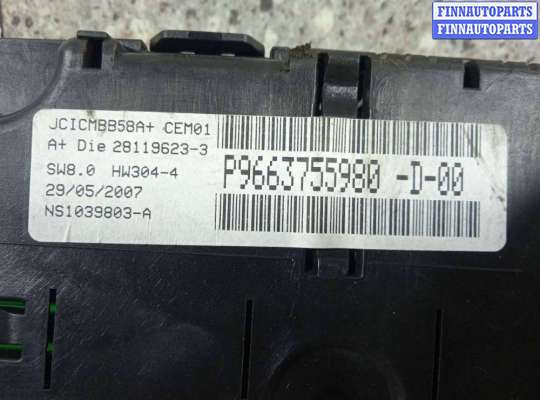 FINNAUTOPARTS
FINNAUTOPARTS
JCICMBB58A+ CEM01
A+ Die 28119623-3
SW8.0 HW304-4
29/05/2007
NS1039803-A
P9663755980 -D-00